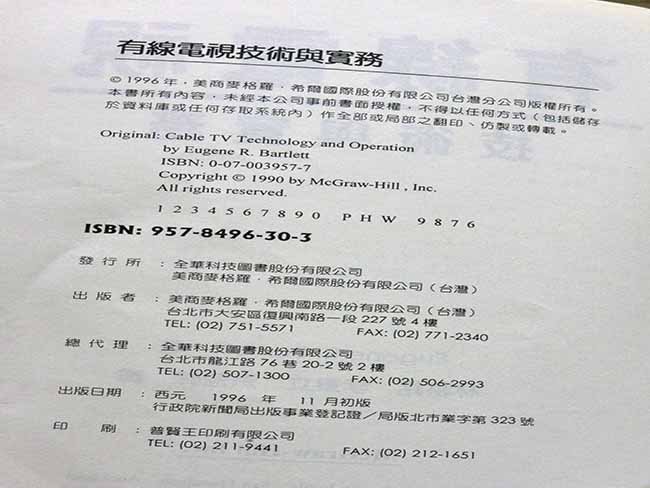 有線電視技術與實務
© 1996 年，美商麥格羅．希爾國際股份有限公司台灣分公司版權所有。
本書所有內容，未經本公司事前書面授權，不得以任何方式（包括儲存
於資料庫或任何存取系統內）作全部或局部之翻印、仿製或轉載。
Original: Cable TV Technology and Operation
by Eugene R. Bartlett
ISBN: 0-07-003957-7
Copyright © 1990 by McGraw-Hill , Inc.
All rights reserved.
1 2 3 4 5 6 7 8 9 0 PHW 9 8 7 6
ISBN: 957-8496-30-3
發行所 ：全華科技圖書股份有限公司
美商麥格羅．希爾國際股份有限公司（台灣）
出版者 ：美商麥格羅．希爾國際股份有限公司（台灣）
台北市大安區復興南路一段 227 號 4 樓
TEL: (02) 751-5571 FAX: (02) 771-2340
總代理 ：全華科技圖書股份有限公司
台北市龍江路 76 巷 20-2 號 2 樓
TEL: (02) 507-1300 FAX: (02) 506-2993
出版日期 ：西元 1996 年 11 月初版
行政院新聞局出版事業登記證／局版北市業字第 323 號
印刷 ：普賢王印刷有限公司
TEL: (02) 211-9441 FAX: (02) 212-1651